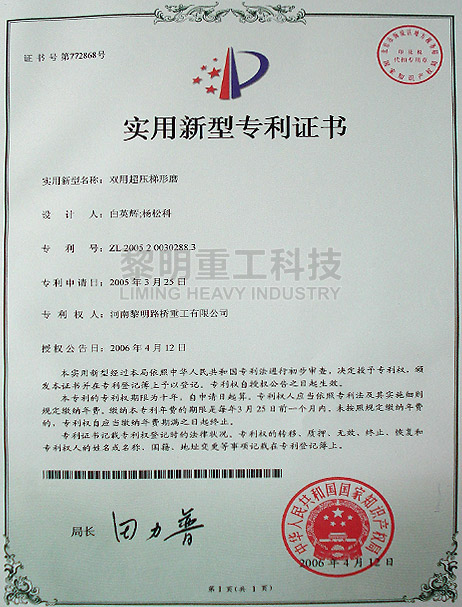 证书号第772868号
实用新型专利证书
实用新型名称：双用超压梯形磨
设计人：白英辉;杨松科
专利号：ZL 2005 2 0030288.3
黎明重工科技
LIMING HEAVY INDUSTRY
专利申请日：2005年3月25日
专利权人：河南黎明路桥重工有限公司
授权公告日：2006年4月12日
本实用新型经过本局依照中华人民共和国专利法进行初步审查，决定授予专利权，颁
发本证书并在专利登记簿上予以登记。专利权自授权公告之日起生效。
本专利的专利权期限为十年，自申请日起算。专利权人应当依照专利法及其实施细则
规定缴纳年费。缴纳本专利年费的期限是每年3月25日前一个月内。未按照规定缴纳年费
的，专利权自应当缴纳年费期满之日起终止。
专利证书记载专利权登记时的法律状况。专利权的转移、质押、无效、终止、恢复和
专利权人的姓名或名称、国籍、地址变更等事项记载在专利登记簿上。
局长
田力普
中华人民共和国国家知识产权局
2006年4月12日
第1页(共1页)